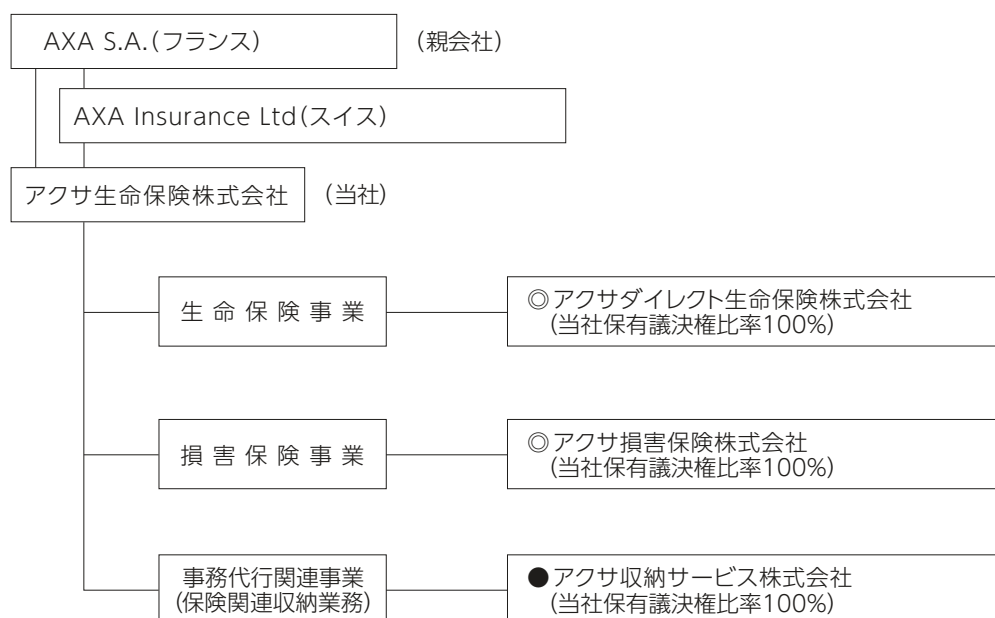 AXA S.A.(フランス) (親会社)
AXA Insurance Ltd(スイス)
アクサ生命保険株式会社 (当社)
生命保険事業
◎アクサダイレクト生命保険株式会社
(当社保有議決権比率100%)
損害保険事業
◎アクサ損害保険株式会社
(当社保有議決権比率100%)
事務代行関連事業
(保険関連収納業務)
●アクサ収納サービス株式会社
(当社保有議決権比率100%)